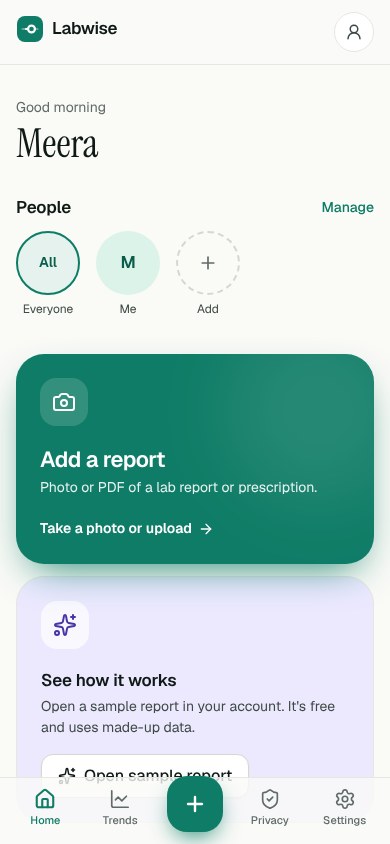 Labwise
Good morning
Meera
People
Manage
All
M
Everyone
Me
Add
Add a report
Photo or PDF of a lab report or prescription.
Take a photo or upload
See how it works
Open a sample report in your account. It's free
and uses made-up data.
Open sample report
Home
Trends
Privacy
Settings